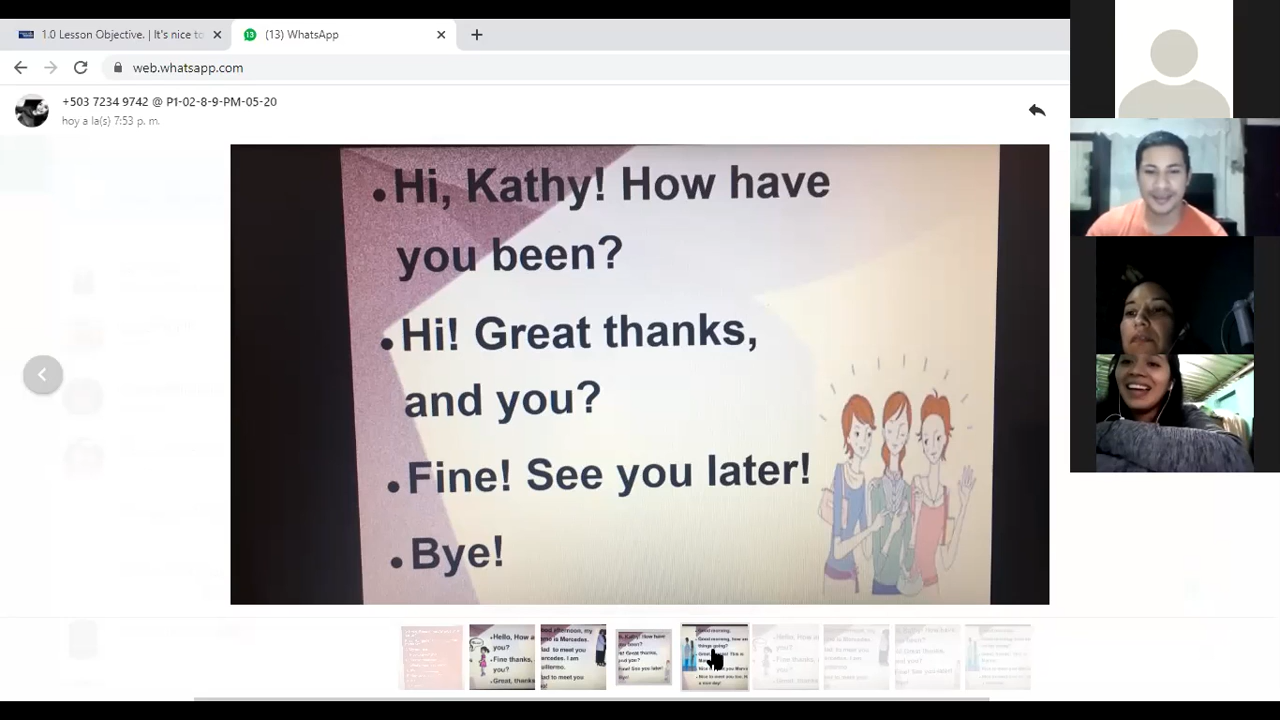 1.0 Lesson Objective. | It's nice to
(13) WhatsApp
web.whatsapp.com
+503 7234 9742 @ P1-02-8-9-PM-05-20
hoy a la(s) 7:53 p. m.
• Hi, Kathy! How have
you been?
• Hi! Great thanks,
and you?
• Fine! See you later!
• Bye!